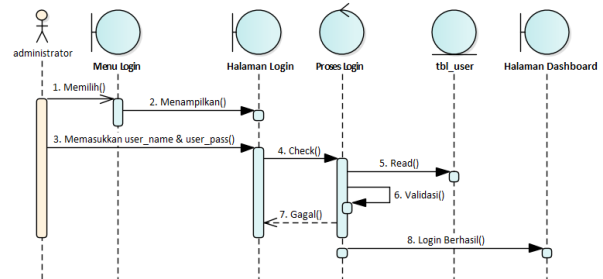 administrator
Menu Login
Halaman Login
Proses Login
tbl_user
Halaman Dashboard
1. Memilih()
2. Menampilkan()
3. Memasukkan user_name & user_pass()
4. Check()
5. Read()
6. Validasi()
7. Gagal()
8. Login Berhasil()